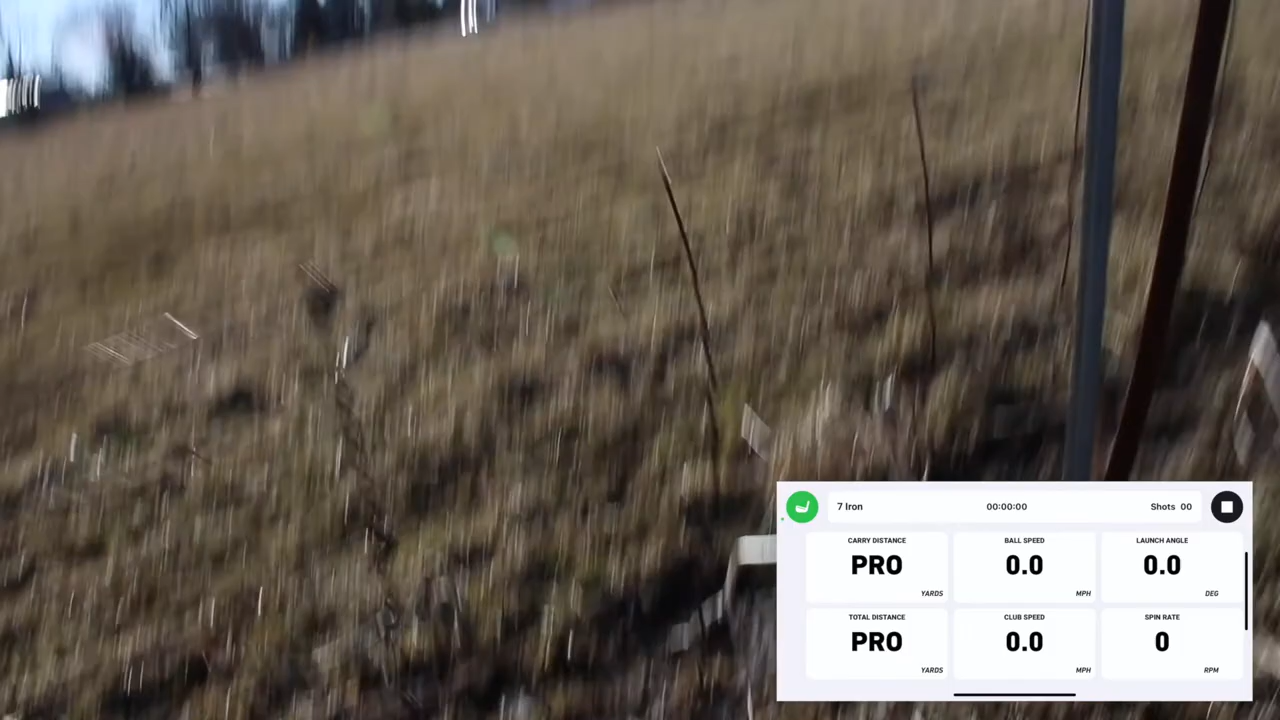 7 Iron 00:00:00 Shots 00
CARRY DISTANCE BALL SPEED LAUNCH ANGLE
PRO 0.0 0.0
YARDS MPH DEG
TOTAL DISTANCE CLUB SPEED SPIN RATE
PRO 0.0 0
YARDS MPH RPM